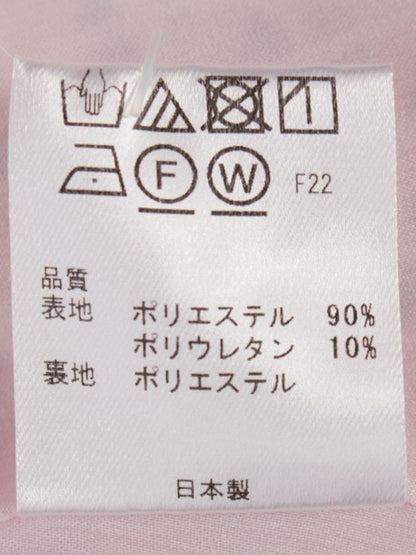 F W F22
品質
表地 ポリエステル 90%
ポリウレタン 10%
裏地 ポリエステル
日本製